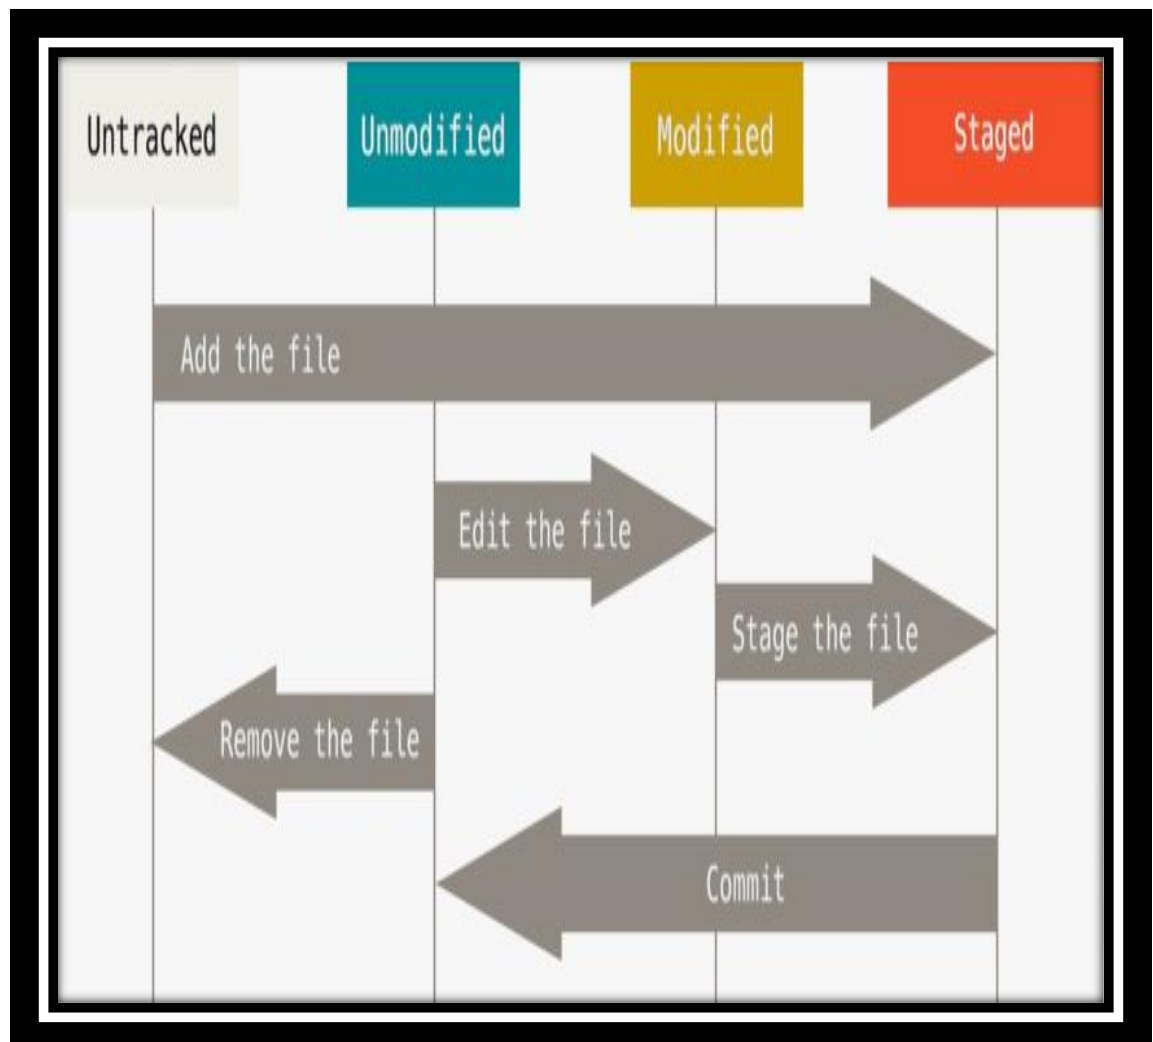 Untracked
Unmodified
Modified
Staged
Add the file
Edit the file
Stage the file
Remove the file
Commit